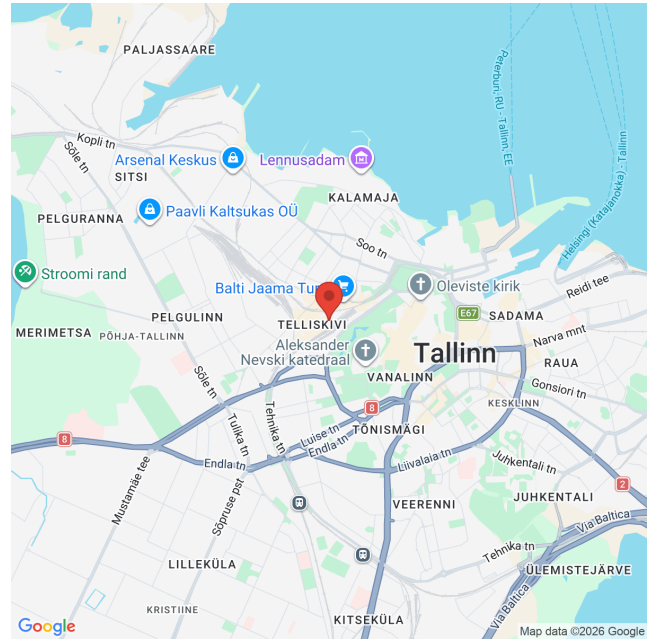 PALJASSAARE
Kopli tn
Sõle tn
Arsenal Keskus
Lennusadam
SITSI
KALAMAJA
PELGURANNA
Paavli Kaltsukas OÜ
Soo tn
Peterburi, RU - Tallinn, EE
Helsingi (Katajanokka) - Tallinn
Stroomi rand
Balti Jaama Tur
Oleviste kirik
Reidi tee
E67
SADAMA
PELGULINN
TELLISKIVI
MERIMETSA
PÕHJA-TALLINN
Narva mnt
Aleksander
Nevski katedraal
Tallinn
RAUA
Sõle tn
VANALINN
Gonsiori tn
KESKLINN
Tulika tn
Tehnika tn
8
8
Luise tn
TÕNISMÄGI
Endla tn
Endla tn
Liivalaia tn
Juhkentali tn
Mustamäe tee
Sõpruse pst
2
VEERENNI
JUHKENTALI
Via Baltica
Tehnika tn
LILLEKÜLA
ÜLEMISTEJÄRVE
Via Baltica
KRISTIINE
KITSEKÜLA
Google
Map data ©2026 Google